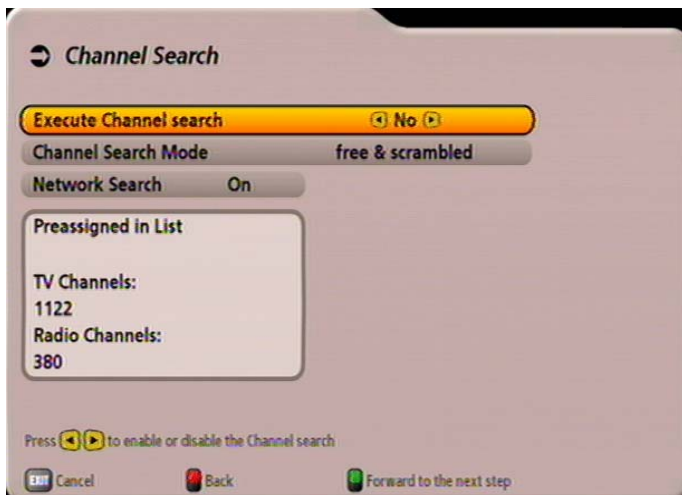 Channel Search
Execute Channel search No
Channel Search Mode free & scrambled
Network Search On
Preassigned in List
TV Channels:
1122
Radio Channels:
380
Press to enable or disable the Channel search
EXIT Cancel Back Forward to the next step